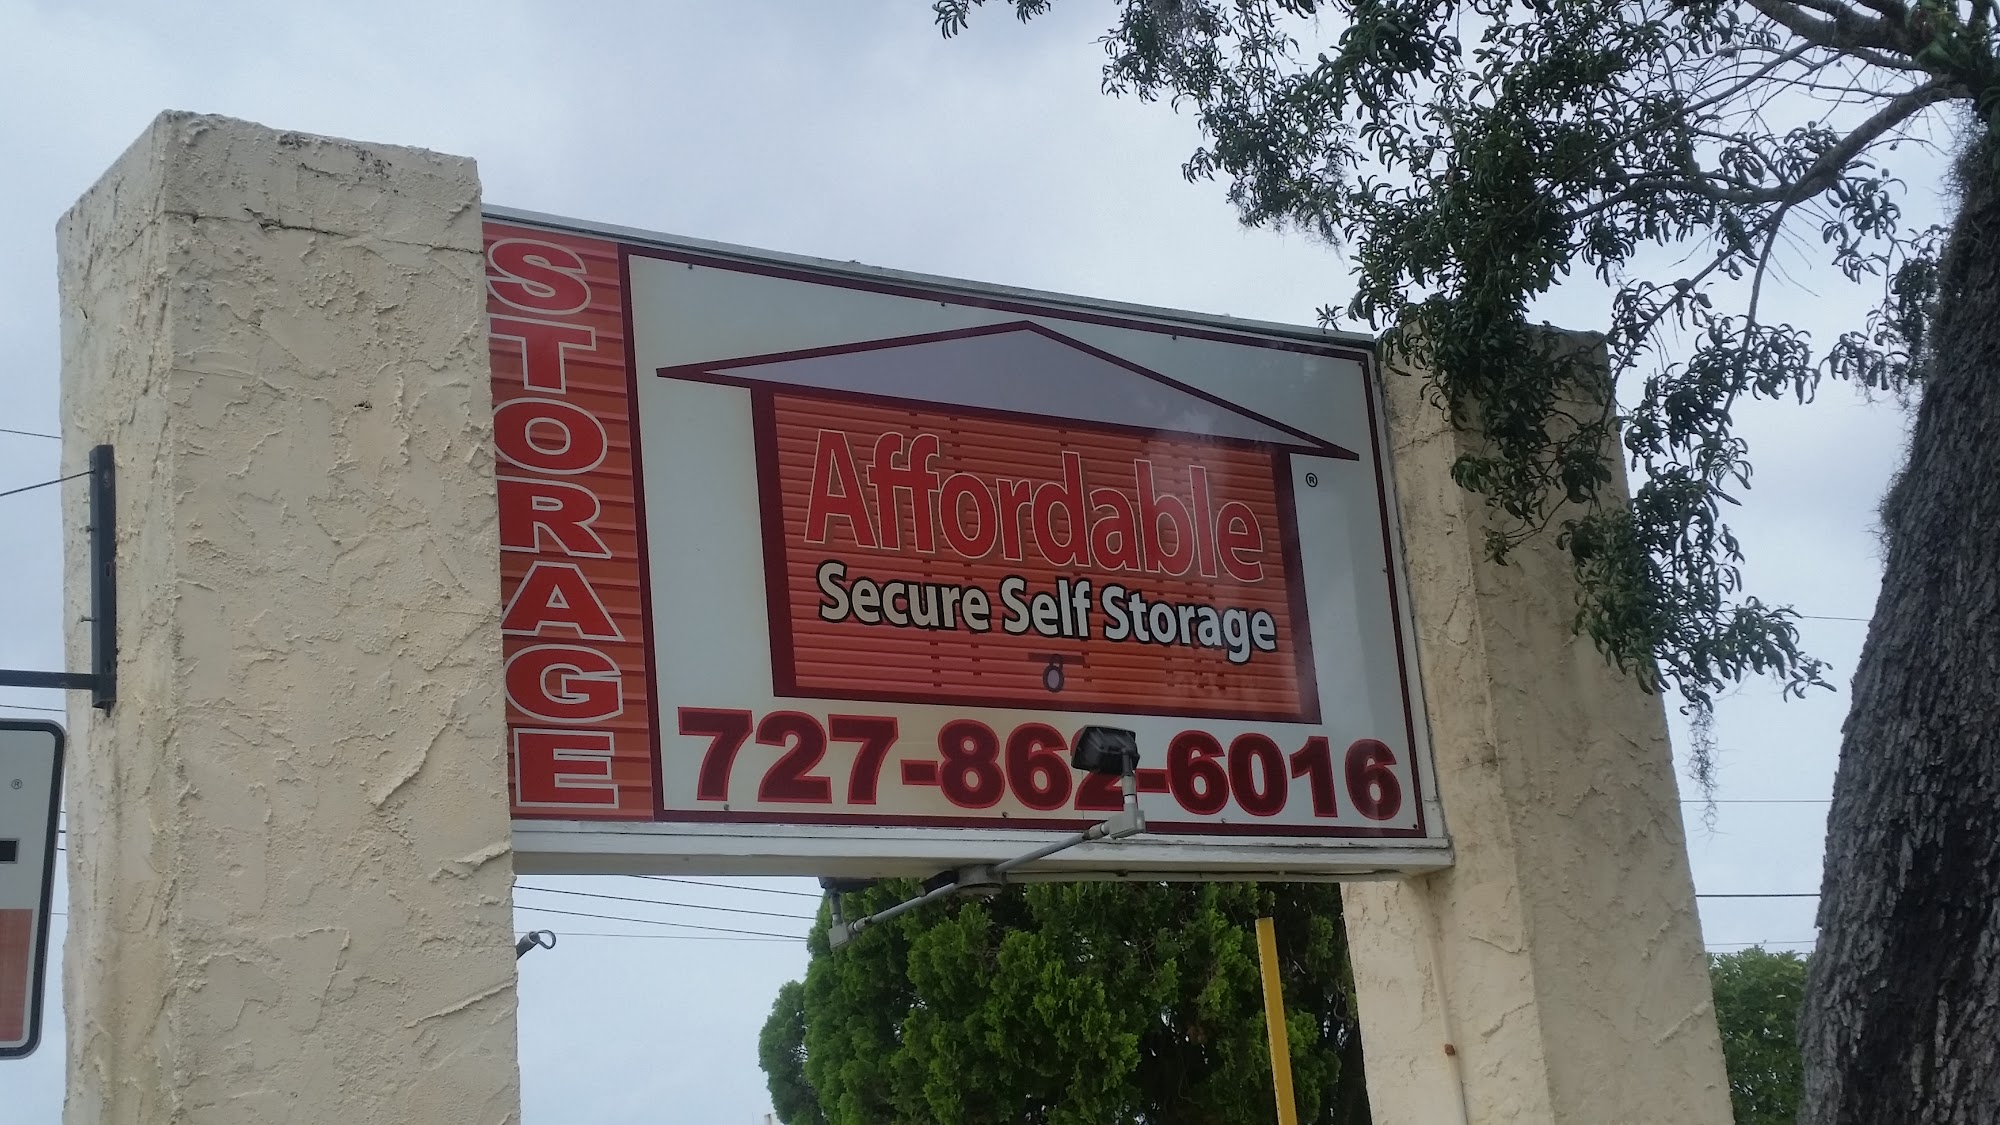 STORAGE
Affordable
®
Secure Self Storage
727-862-6016
®